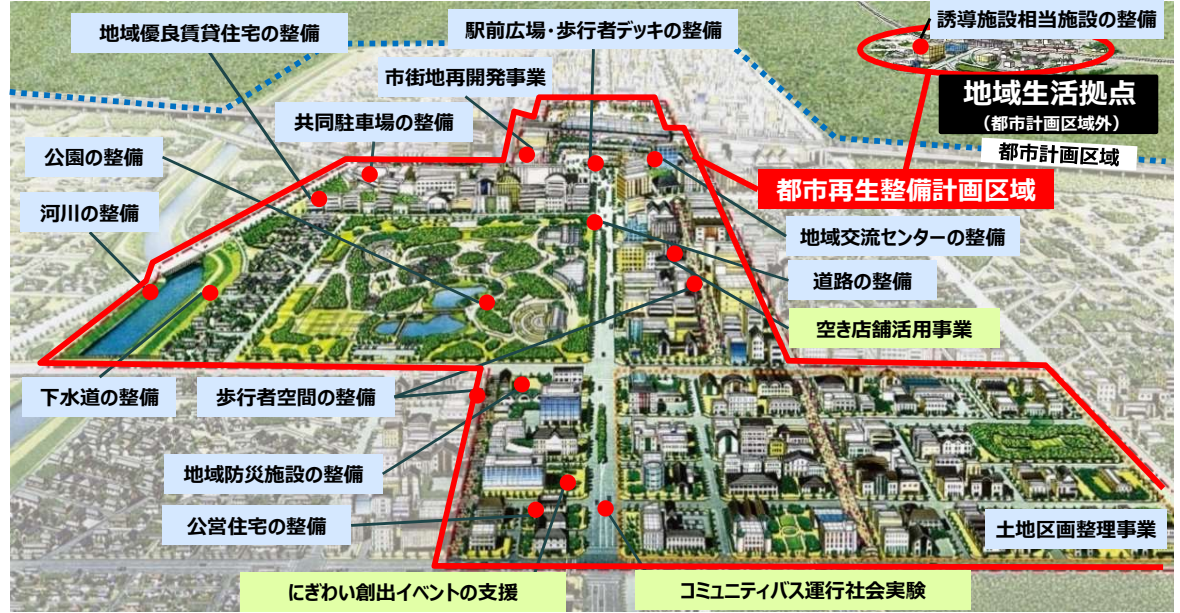 地域優良賃貸住宅の整備
駅前広場・歩行者デッキの整備
誘導施設相当施設の整備
市街地再開発事業
地域生活拠点
（都市計画区域外）
共同駐車場の整備
都市計画区域
公園の整備
都市再生整備計画区域
河川の整備
地域交流センターの整備
道路の整備
空き店舗活用事業
下水道の整備
歩行者空間の整備
地域防災施設の整備
公営住宅の整備
土地区画整理事業
にぎわい創出イベントの支援
コミュニティバス運行社会実験